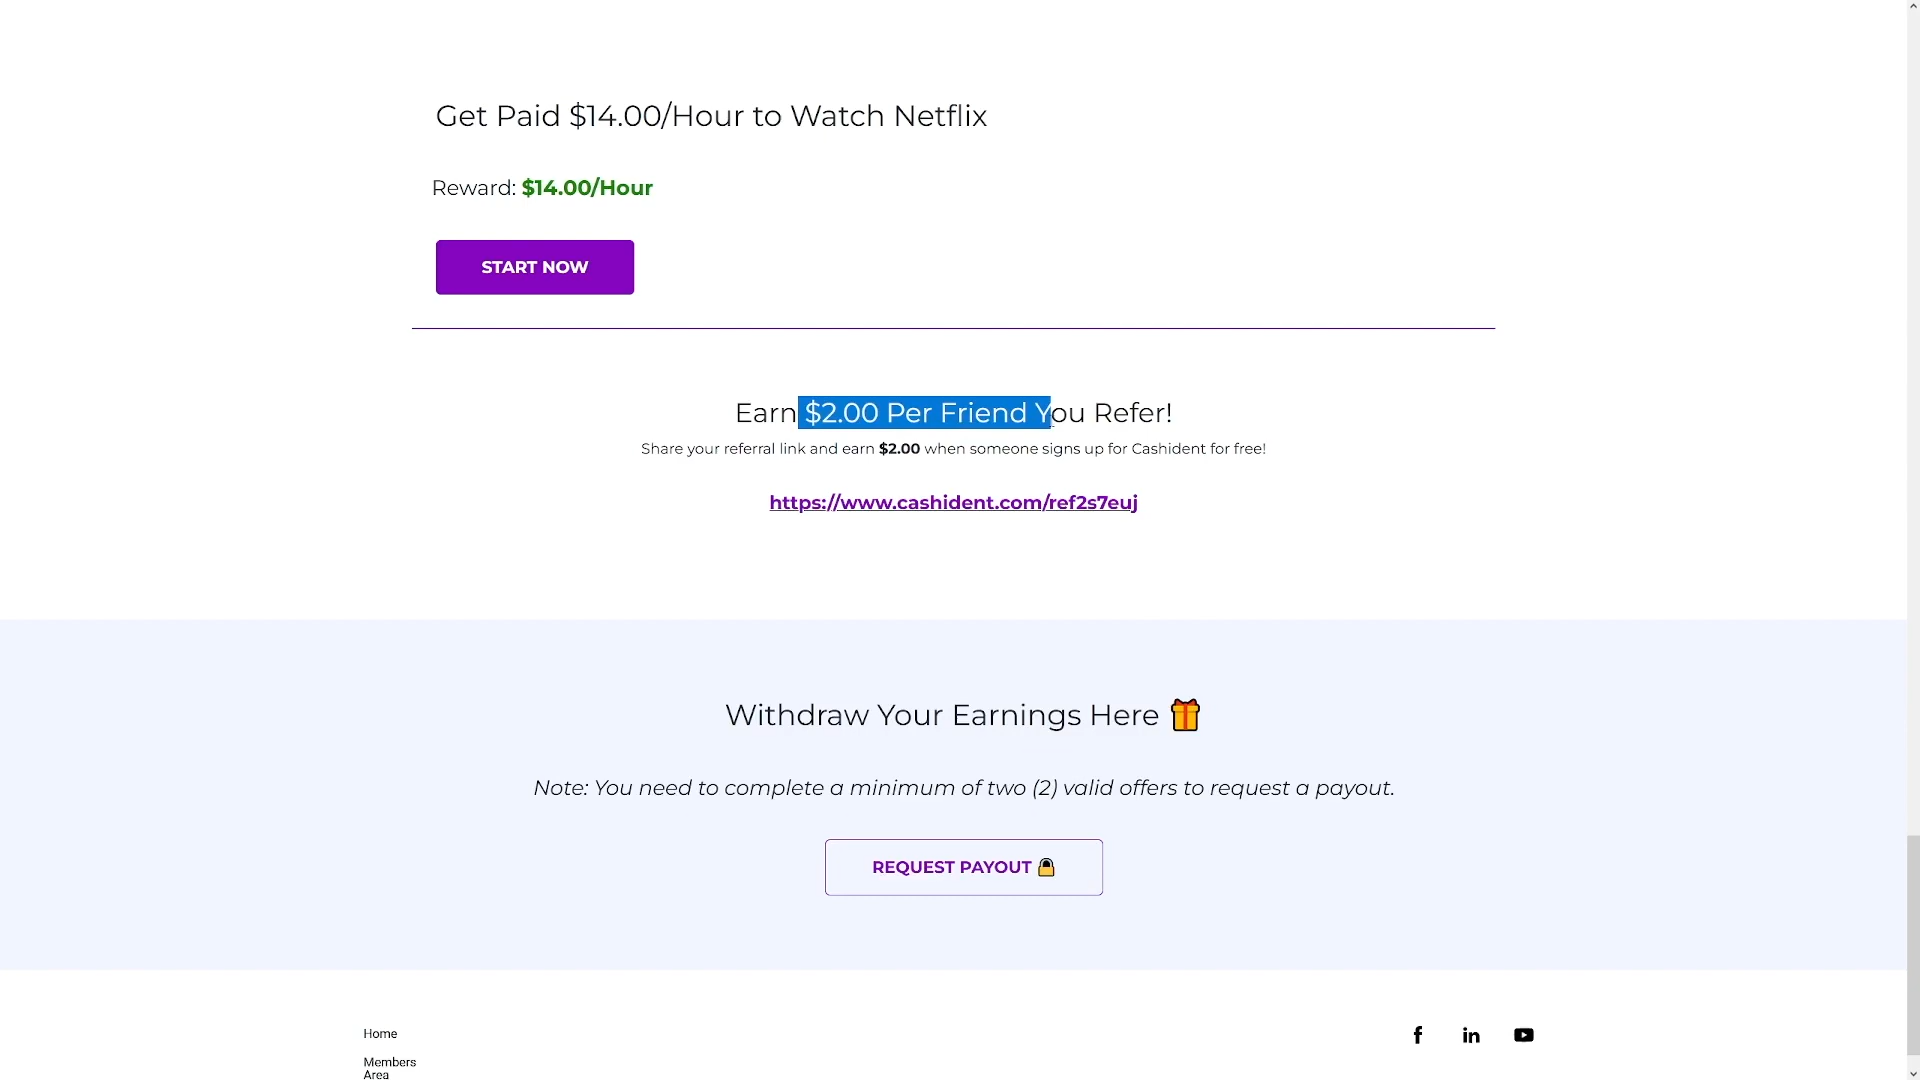 Get Paid $14.00/Hour to Watch Netflix
Reward: $14.00/Hour
START NOW
Earn $2.00 Per Friend You Refer!
Share your referral link and earn $2.00 when someone signs up for Cashident for free!
https://www.cashident.com/ref2s7euj
Withdraw Your Earnings Here
Note: You need to complete a minimum of two (2) valid offers to request a payout.
REQUEST PAYOUT
Home
Members
Area